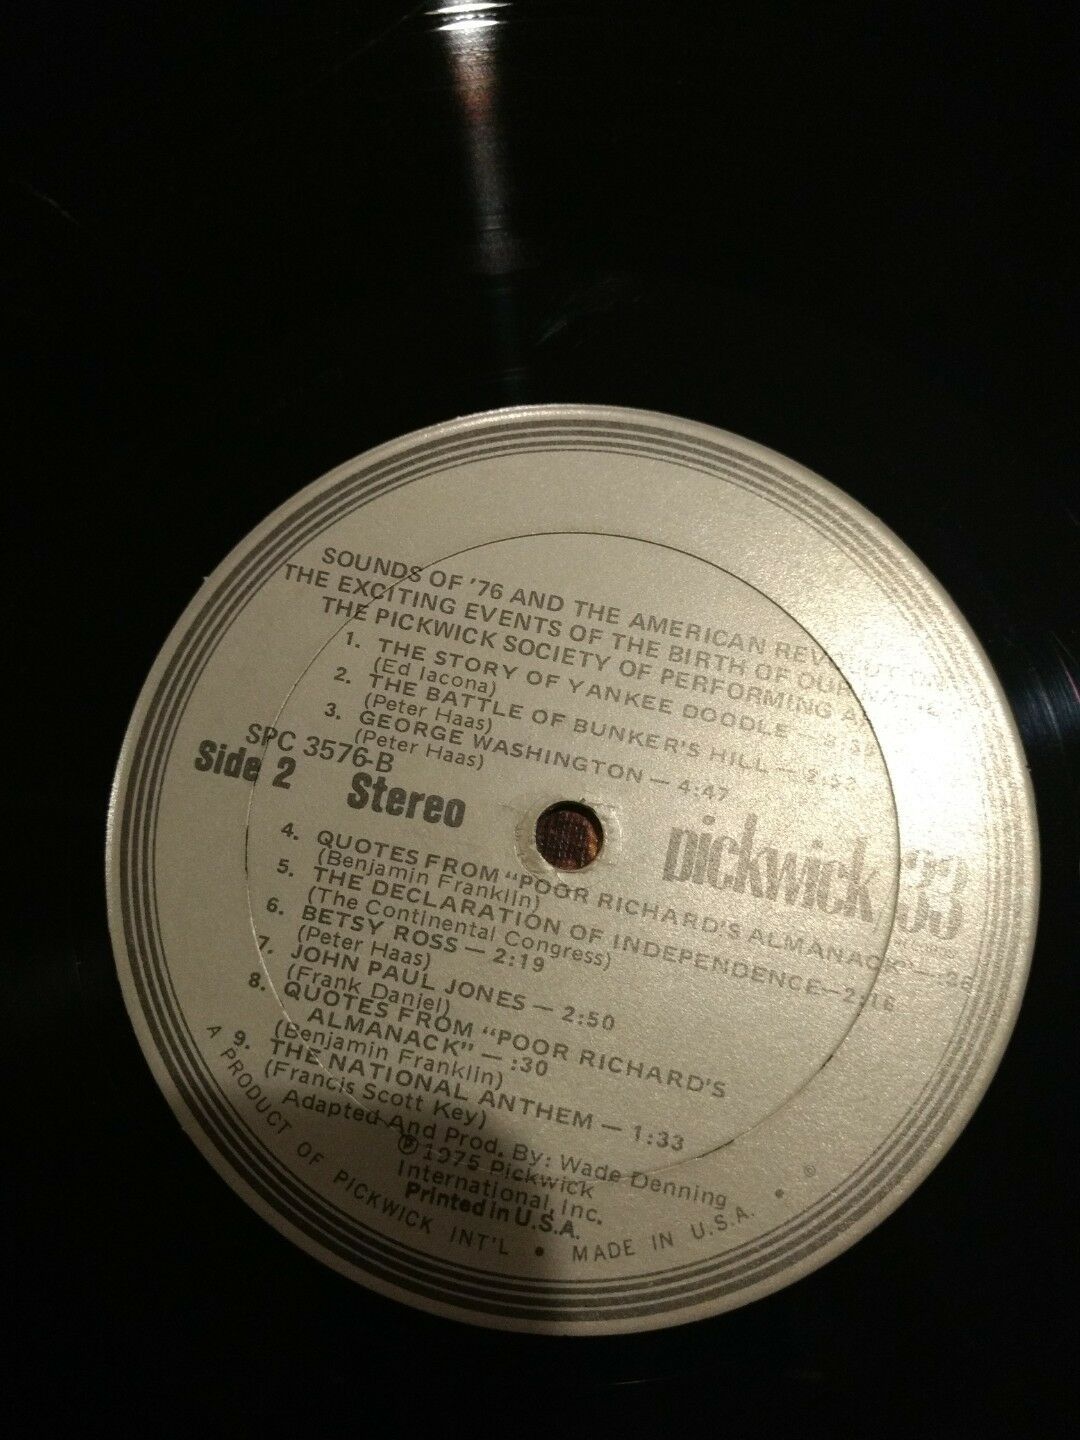 SOUNDS OF '76 AND THE AMERICAN REVOLUTION
THE EXCITING EVENTS OF THE BIRTH OF OUR
THE PICKWICK SOCIETY OF PERFORMING
1. THE STORY OF YANKEE DOODLE —
(Ed Iacona)
2. THE BATTLE OF BUNKER'S HILL —
(Peter Haas)
3. GEORGE WASHINGTON — 4:47
(Peter Haas)
SPC 3576-B
Side 2 Stereo
pickwick/33
4. QUOTES FROM "POOR RICHARD'S ALMANACK" — :36
(Benjamin Franklin)
5. THE DECLARATION OF INDEPENDENCE—2:16
(The Continental Congress)
6. BETSY ROSS — 2:19
(Peter Haas)
7. JOHN PAUL JONES — 2:50
(Frank Daniel)
8. QUOTES FROM "POOR RICHARD'S
ALMANACK" — :30
(Benjamin Franklin)
9. THE NATIONAL ANTHEM — 1:33
(Francis Scott Key)
Adapted And Prod. By: Wade Denning
℗ 1975 Pickwick
International, Inc.
Printed in U.S.A.
A PRODUCT OF PICKWICK INT'L • MADE IN U.S.A. • ©